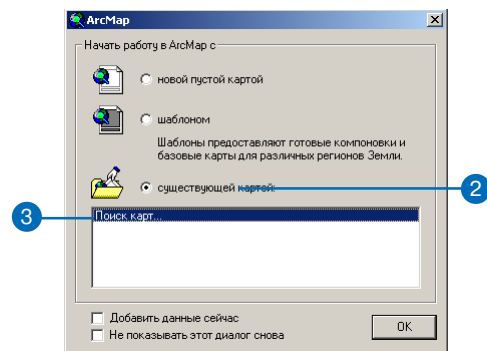 ArcMap
Начать работу в ArcMap с
новой пустой картой
шаблоном
Шаблоны предоставляют готовые компоновки и
базовые карты для различных регионов Земли.
существующей картой:
2
3
Поиск карт...
Добавить данные сейчас
Не показывать этот диалог снова
OK